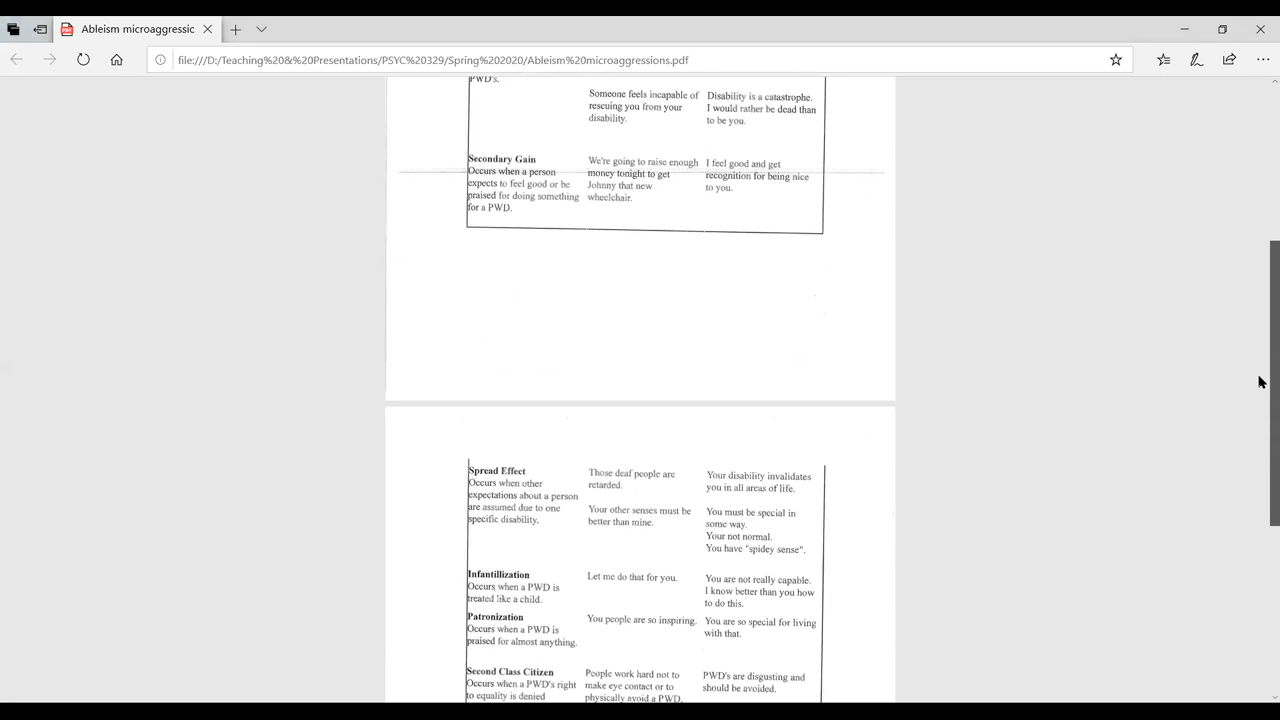 Ableism microaggressic
file:///D:/Teaching%20&%20Presentations/PSYC%20329/Spring%202020/Ableism%20microaggressions.pdf
PWD's.
Someone feels incapable of
rescuing you from your
disability.
Disability is a catastrophe.
I would rather be dead than
to be you.
Secondary Gain
Occurs when a person
expects to feel good or be
praised for doing something
for a PWD.
We're going to raise enough
money tonight to get
Johnny that new
wheelchair.
I feel good and get
recognition for being nice
to you.
Spread Effect
Occurs when other
expectations about a person
are assumed due to one
specific disability.
Those deaf people are
retarded.
Your other senses must be
better than mine.
Your disability invalidates
you in all areas of life.
You must be special in
some way.
Your not normal.
You have "spidey sense".
Infantillization
Occurs when a PWD is
treated like a child.
Let me do that for you.
You are not really capable.
I know better than you how
to do this.
Patronization
Occurs when a PWD is
praised for almost anything.
You people are so inspiring.
You are so special for living
with that.
Second Class Citizen
Occurs when a PWD's right
to equality is denied
People work hard not to
make eye contact or to
physically avoid a PWD.
PWD's are disgusting and
should be avoided.